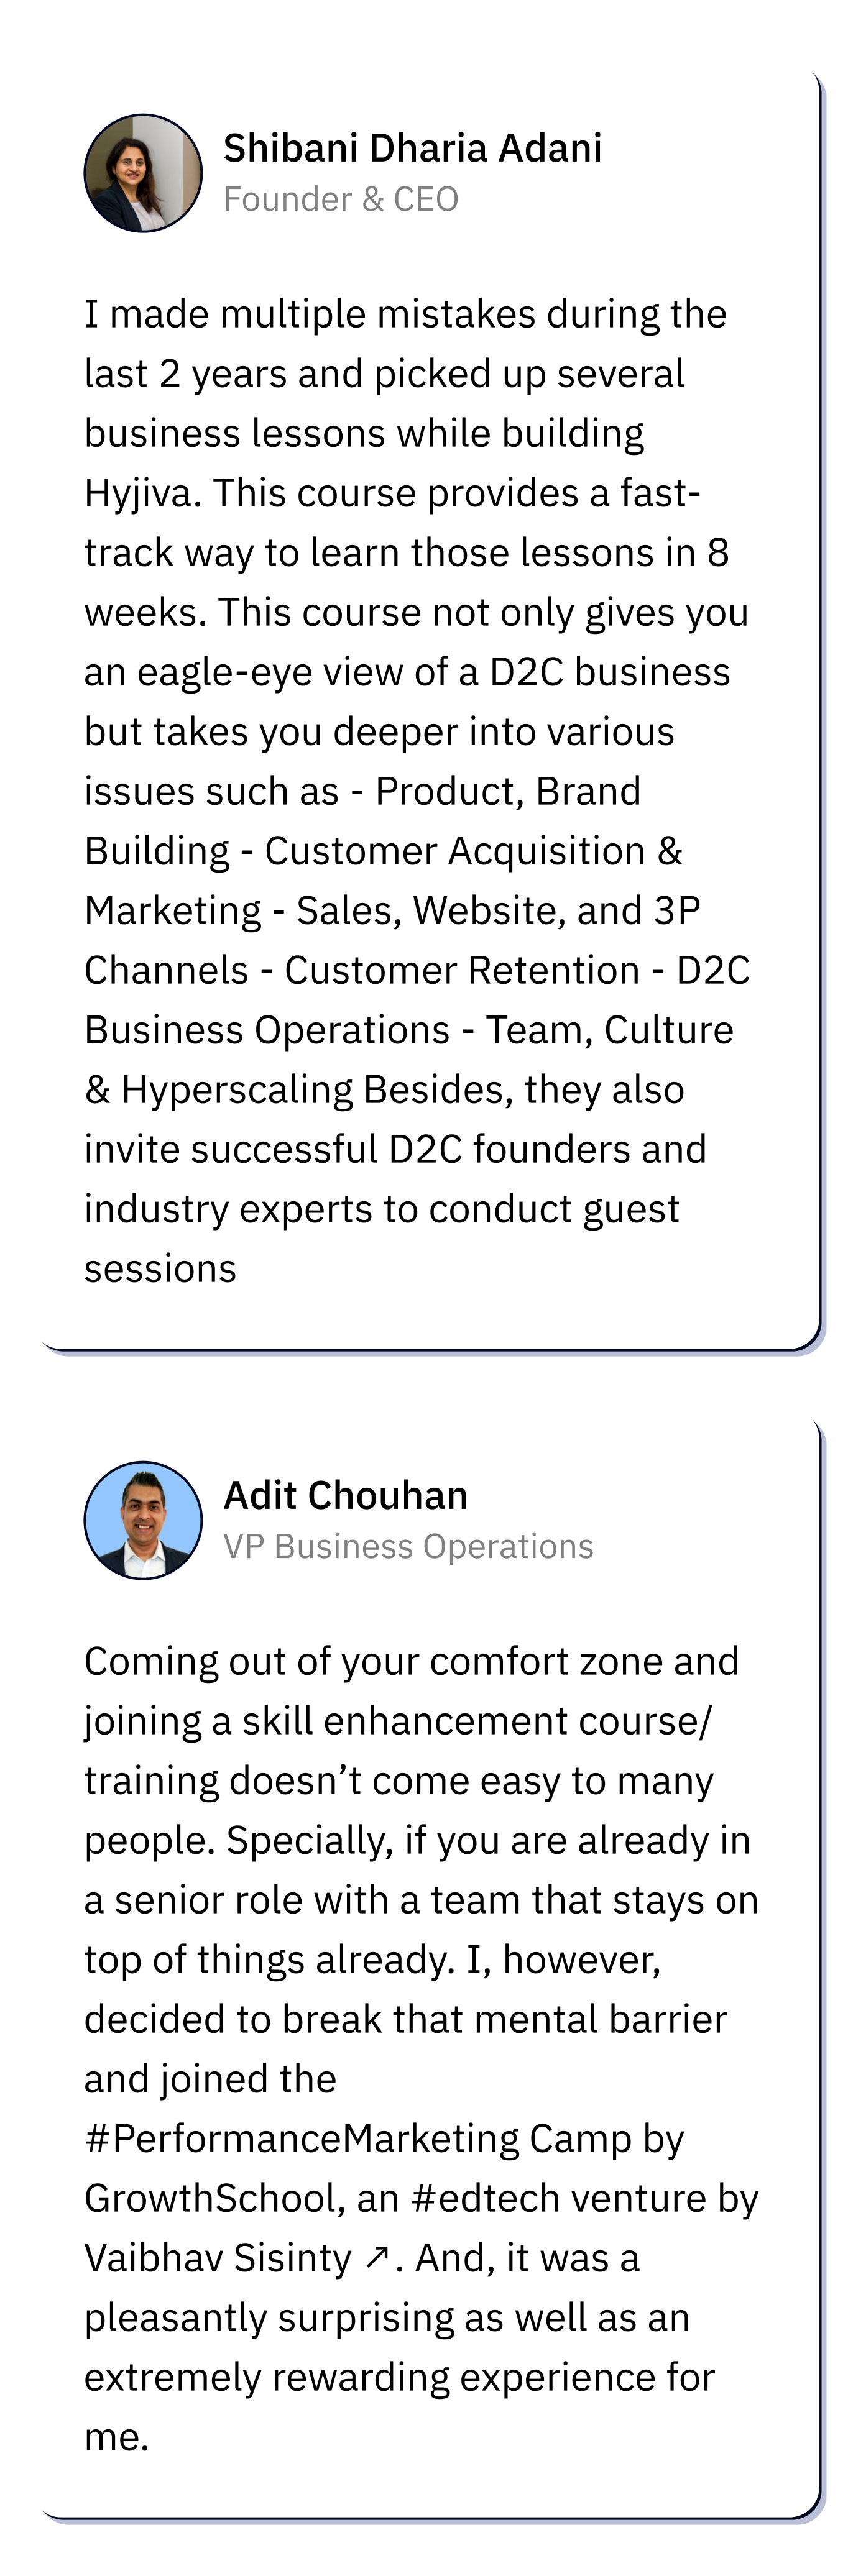 Shibani Dharia Adani
Founder & CEO
I made multiple mistakes during the
last 2 years and picked up several
business lessons while building
Hyjiva. This course provides a fast-
track way to learn those lessons in 8
weeks. This course not only gives you
an eagle-eye view of a D2C business
but takes you deeper into various
issues such as - Product, Brand
Building - Customer Acquisition &
Marketing - Sales, Website, and 3P
Channels - Customer Retention - D2C
Business Operations - Team, Culture
& Hyperscaling Besides, they also
invite successful D2C founders and
industry experts to conduct guest
sessions
Adit Chouhan
VP Business Operations
Coming out of your comfort zone and
joining a skill enhancement course/
training doesn’t come easy to many
people. Specially, if you are already in
a senior role with a team that stays on
top of things already. I, however,
decided to break that mental barrier
and joined the
#PerformanceMarketing Camp by
GrowthSchool, an #edtech venture by
Vaibhav Sisinty ↗. And, it was a
pleasantly surprising as well as an
extremely rewarding experience for
me.